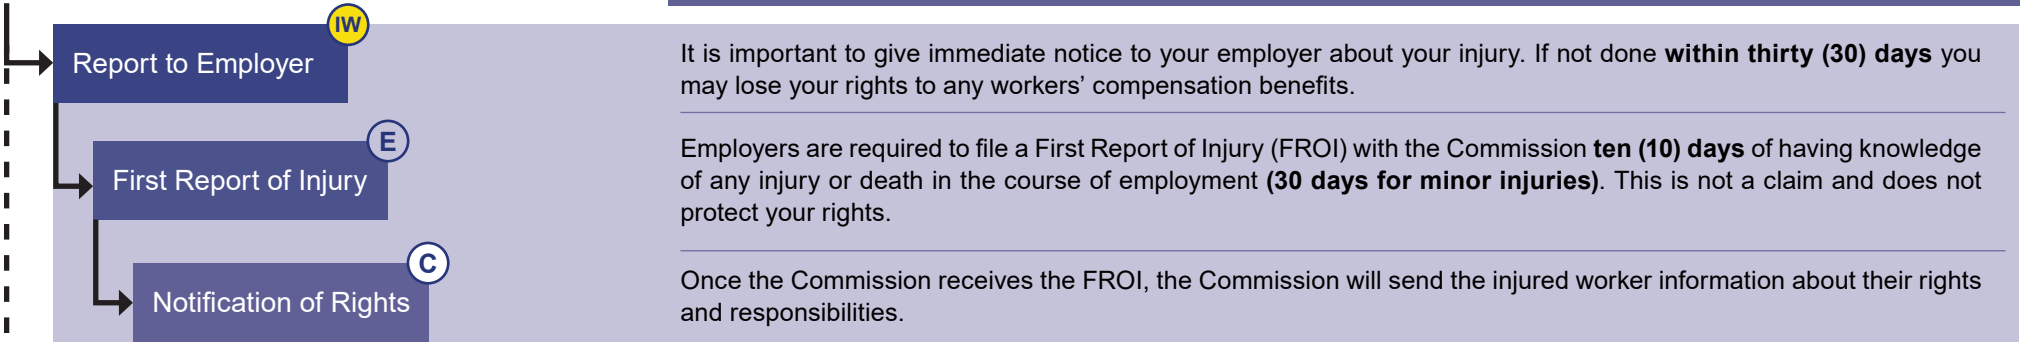 IW
Report to Employer
It is important to give immediate notice to your employer about your injury. If not done within thirty (30) days you
may lose your rights to any workers’ compensation benefits.
E
First Report of Injury
Employers are required to file a First Report of Injury (FROI) with the Commission ten (10) days of having knowledge
of any injury or death in the course of employment (30 days for minor injuries). This is not a claim and does not
protect your rights.
C
Notification of Rights
Once the Commission receives the FROI, the Commission will send the injured worker information about their rights
and responsibilities.